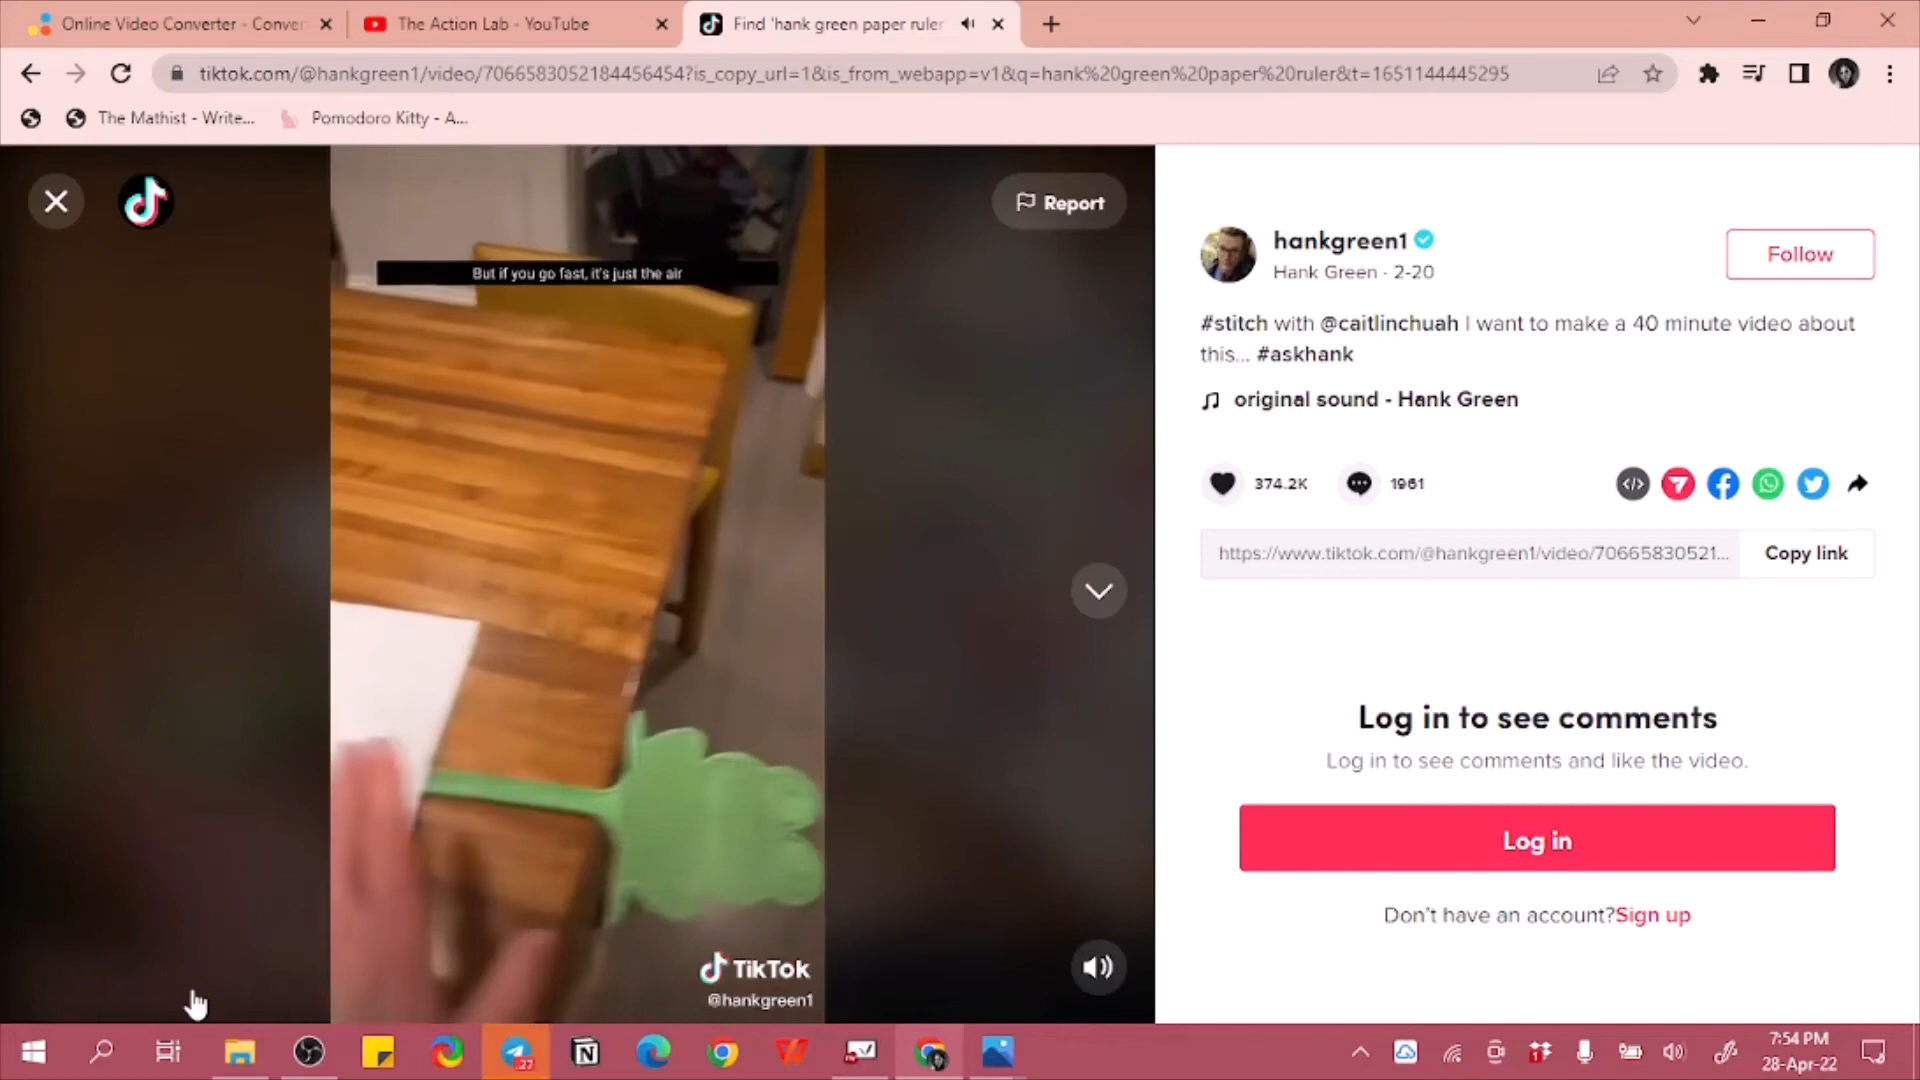 Online Video Converter - Conver
The Action Lab - YouTube
Find 'hank green paper ruler'
tiktok.com/@hankgreen1/video/7066583052184456454?is_copy_url=1&is_from_webapp=v1&q=hank%20green%20paper%20ruler&t=1651144445295
The Mathist - Write...
Pomodoro Kitty - A...
Report
But if you go fast, it's just the air
TikTok
@hankgreen1
hankgreen1
Hank Green · 2-20
Follow
#stitch with @caitlinchuah I want to make a 40 minute video about
this... #askhank
original sound - Hank Green
374.2K
1961
https://www.tiktok.com/@hankgreen1/video/70665830521...
Copy link
Log in to see comments
Log in to see comments and like the video.
Log in
Don't have an account?Sign up
27
1
7:54 PM
28-Apr-22